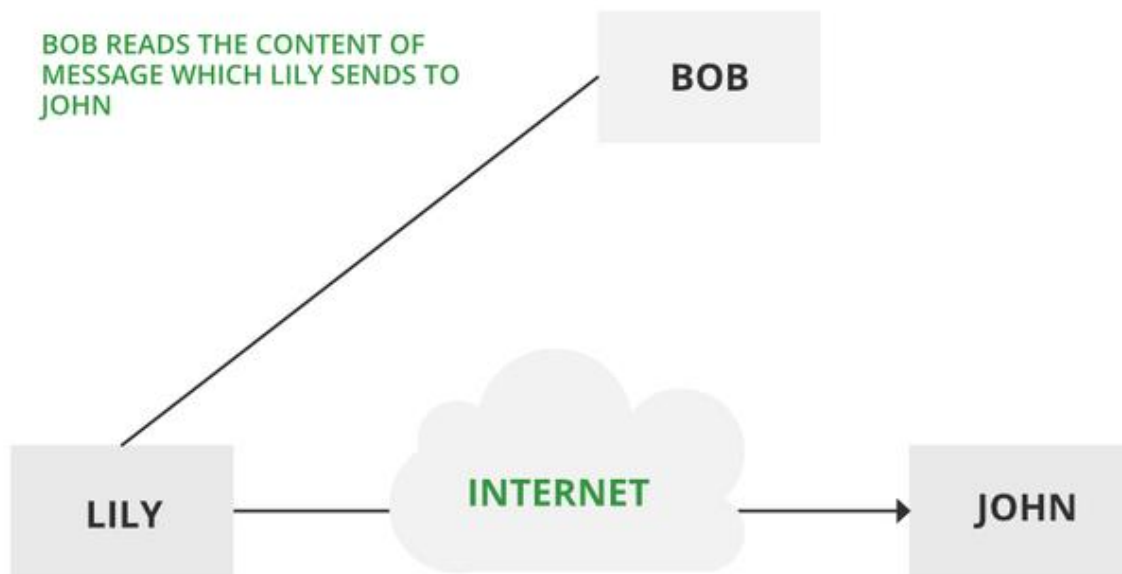 BOB READS THE CONTENT OF
MESSAGE WHICH LILY SENDS TO
JOHN
BOB
INTERNET
LILY
JOHN